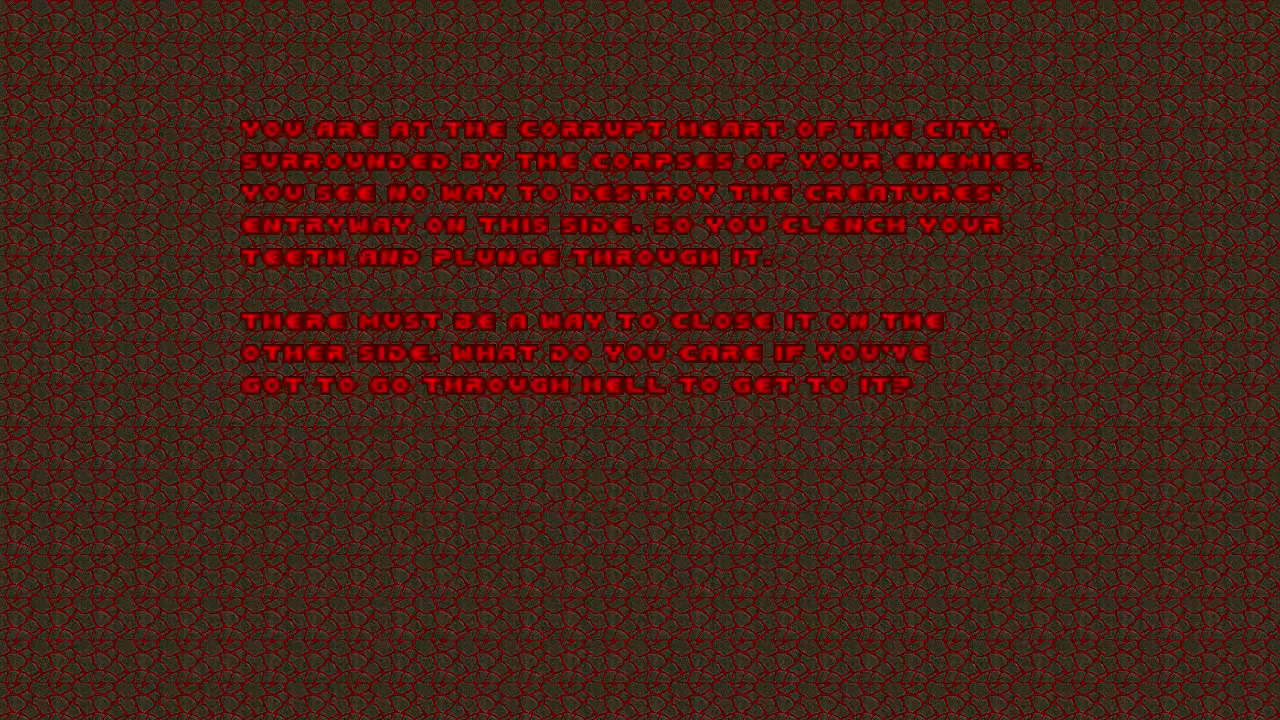 YOU ARE AT THE CORRUPT HEART OF THE CITY,
SURROUNDED BY THE CORPSES OF YOUR ENEMIES.
YOU SEE NO WAY TO DESTROY THE CREATURES'
ENTRYWAY ON THIS SIDE, SO YOU CLENCH YOUR
TEETH AND PLUNGE THROUGH IT.
THERE MUST BE A WAY TO CLOSE IT ON THE
OTHER SIDE. WHAT DO YOU CARE IF YOU'VE
GOT TO GO THROUGH HELL TO GET TO IT?